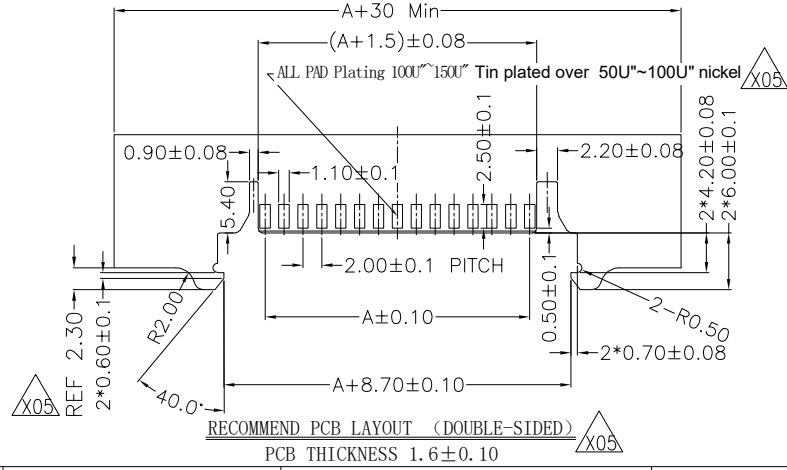 A+30 Min
(A+1.5)±0.08
ALL PAD Plating 100U"~150U" Tin plated over 50U"~100U" nickel
X05
0.90±0.08
1.10±0.1
2.50±0.1
2.20±0.08
2*4.20±0.08
2*6.00±0.1
5.40
2.00±0.1 PITCH
0.50±0.1
A±0.10
2-R0.50
REF 2.30
2*0.60±0.1
R2.00
2*0.70±0.08
A+8.70±0.10
40.0°
X05
RECOMMEND PCB LAYOUT (DOUBLE-SIDED)
X05
PCB THICKNESS 1.6±0.10